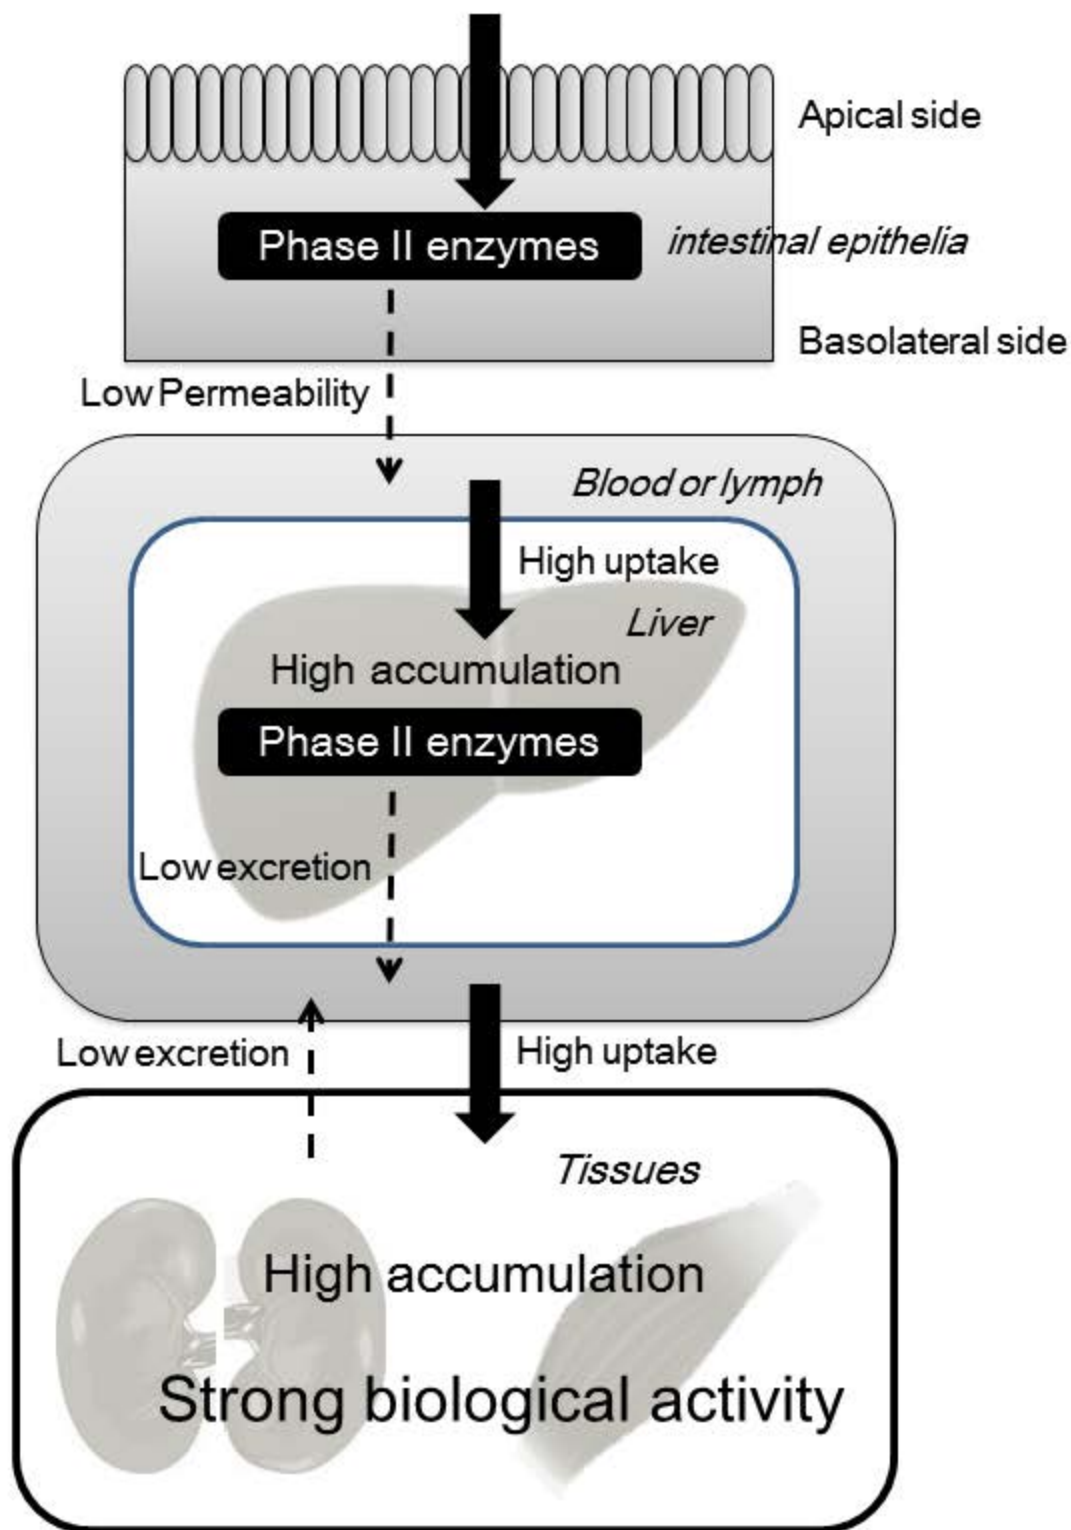 Apical side
Phase II enzymes
intestinal epithelia
Basolateral side
Low Permeability
Blood or lymph
High uptake
Liver
High accumulation
Phase II enzymes
Low excretion
Low excretion
High uptake
Tissues
High accumulation
Strong biological activity